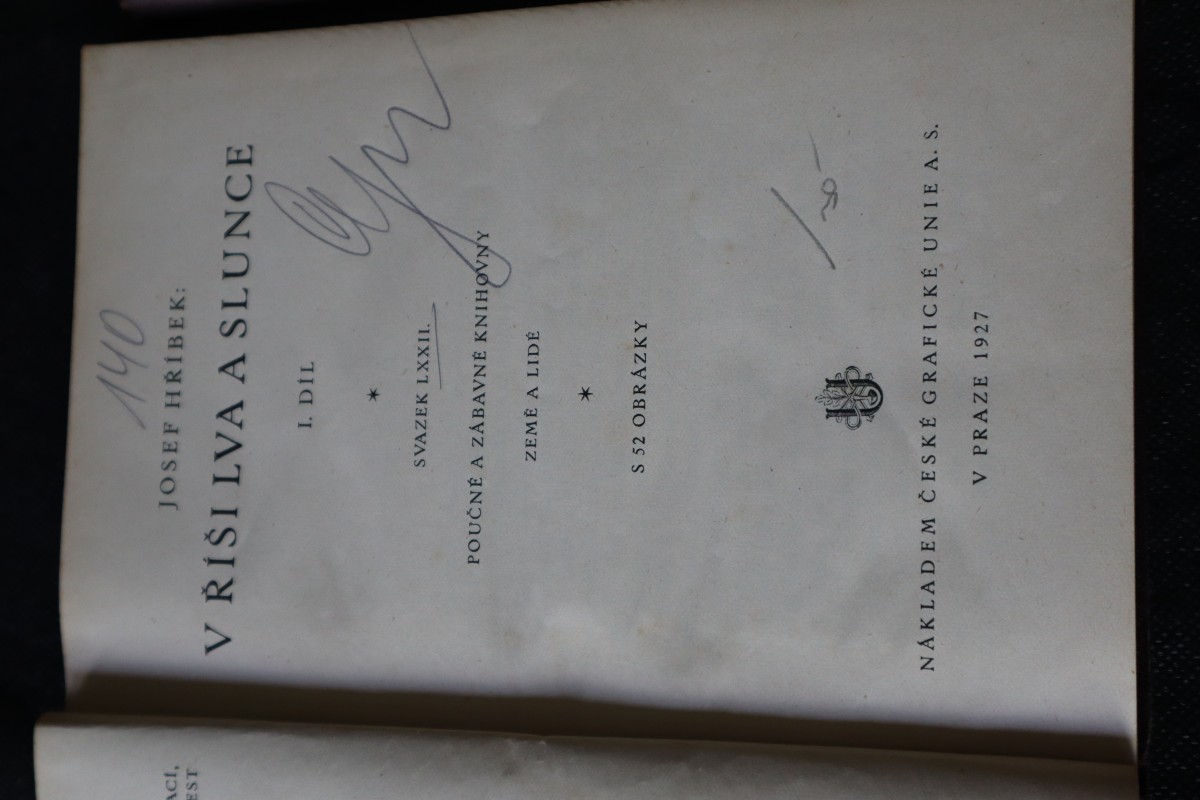 140
JOSEF HŘÍBEK:
V ŘÍŠI LVA A SLUNCE
I. DÍL
*
SVAZEK LXXII.
POUČNÉ A ZÁBAVNÉ KNIHOVNY
ZEMĚ A LIDÉ
*
S 52 OBRÁZKY
NÁKLADEM ČESKÉ GRAFICKÉ UNIE A. S.
V PRAZE 1927